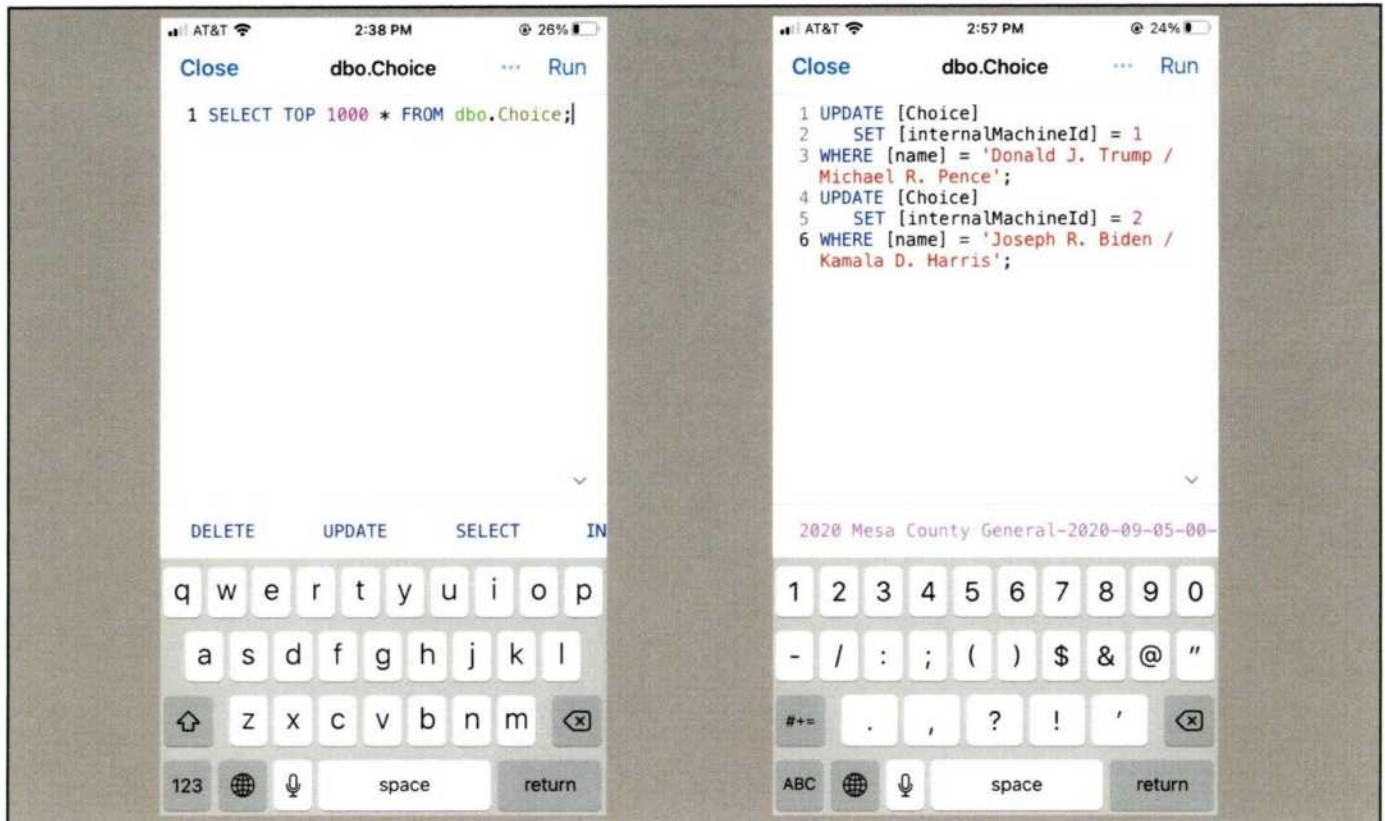 AT&T 2:38 PM 26%
Close dbo.Choice ... Run
1 SELECT TOP 1000 * FROM dbo.Choice;
DELETE UPDATE SELECT IN
q w e r t y u i o p
a s d f g h j k l
z x c v b n m
123 space return
AT&T 2:57 PM 24%
Close dbo.Choice ... Run
1 UPDATE [Choice]
2 SET [internalMachineId] = 1
3 WHERE [name] = 'Donald J. Trump /
Michael R. Pence';
4 UPDATE [Choice]
5 SET [internalMachineId] = 2
6 WHERE [name] = 'Joseph R. Biden /
Kamala D. Harris';
2020 Mesa County General-2020-09-05-00-
1 2 3 4 5 6 7 8 9 0
- / : ; ( ) $ & @ "
#+= . , ? ! '
ABC space return